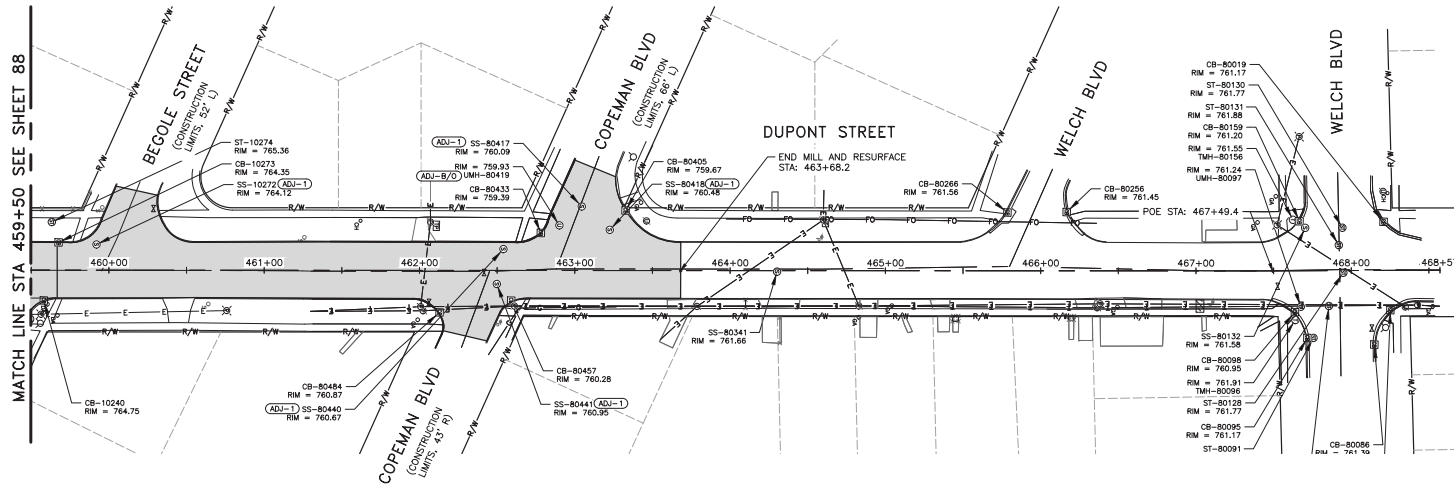 MATCH LINE STA 459+50 SEE SHEET 88
BEGOLE STREET
(CONSTRUCTION
LIMITS, 52' L)
ST-10274
RIM = 765.36
CB-10273
RIM = 764.35
SS-10272 ADJ-1
RIM = 764.12
ADJ-1 SS-80417
RIM = 760.09
RIM = 759.93
ADJ-B/O UMH-80419
CB-80433
RIM = 759.39
COPEMAN BLVD
(CONSTRUCTION
LIMITS, 66' L)
CB-80405
RIM = 759.67
SS-80418 ADJ-1
RIM = 760.48
DUPONT STREET
END MILL AND RESURFACE
STA: 463+68.2
CB-80266
RIM = 761.56
WELCH BLVD
CB-80256
RIM = 761.45
POE STA: 467+49.4
CB-80019
RIM = 761.17
ST-80130
RIM = 761.77
ST-80131
RIM = 761.88
CB-80159
RIM = 761.20
RIM = 761.55
TMH-80156
RIM = 761.24
UMH-80097
WELCH BLVD
R/W R/W R/W R/W R/W R/W
FO FO FO FO FO
460+00 461+00 462+00 463+00 464+00 465+00 466+00 467+00 468+00 468+5
E E E E
R/W R/W R/W R/W R/W R/W
CB-10240
RIM = 764.75
CB-80484
RIM = 760.87
ADJ-1 SS-80440
RIM = 760.67
COPEMAN BLVD
(CONSTRUCTION
LIMITS, 43' R)
CB-80457
RIM = 760.28
SS-80441 ADJ-1
RIM = 760.95
SS-80341
RIM = 761.66
SS-80132
RIM = 761.58
CB-80098
RIM = 760.95
RIM = 761.91
TMH-80096
ST-80128
RIM = 761.77
CB-80095
RIM = 761.17
ST-80091
CB-80086
RIM = 761.39